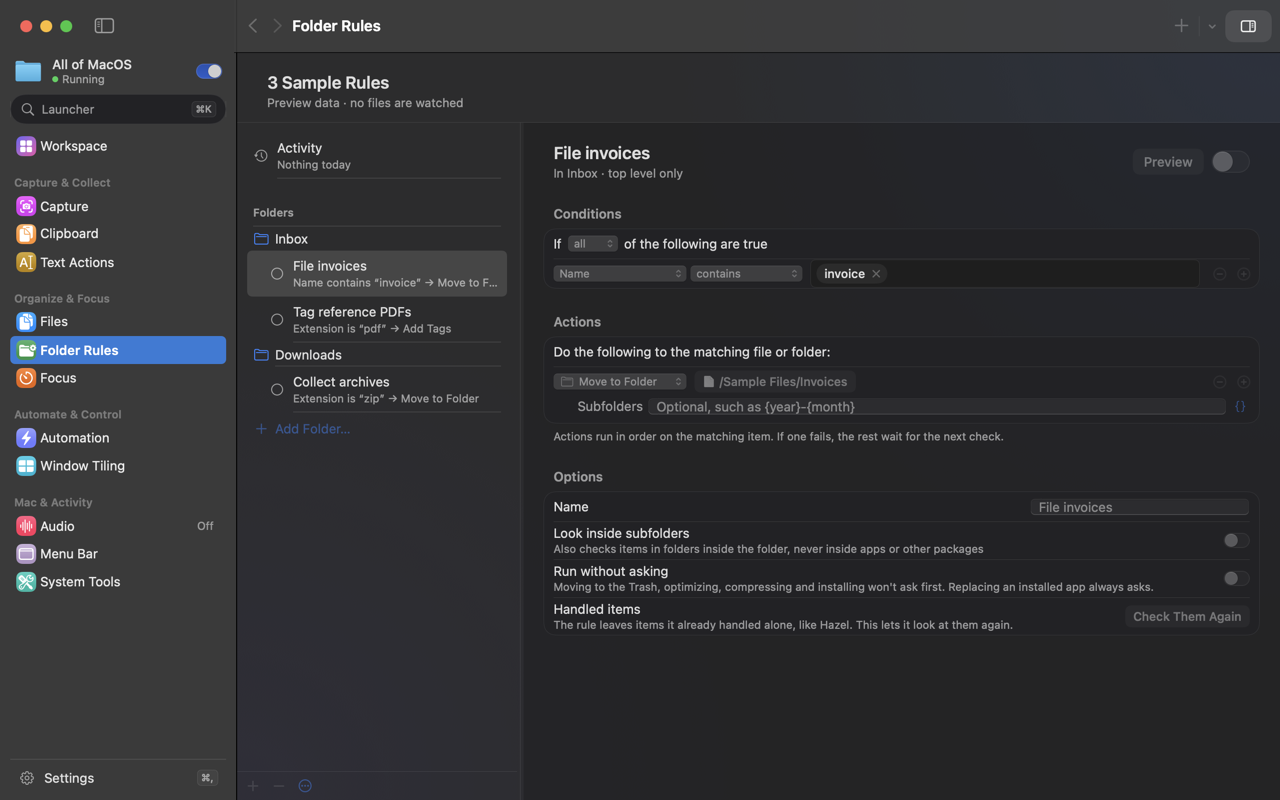 Folder Rules
All of MacOS
Running
Launcher ⌘K
Workspace
Capture & Collect
Capture
Clipboard
Text Actions
Organize & Focus
Files
Folder Rules
Focus
Automate & Control
Automation
Window Tiling
Mac & Activity
Audio Off
Menu Bar
System Tools
Settings ⌘,
3 Sample Rules
Preview data · no files are watched
Activity
Nothing today
Folders
Inbox
File invoices
Name contains “invoice” → Move to F...
Tag reference PDFs
Extension is “pdf” → Add Tags
Downloads
Collect archives
Extension is “zip” → Move to Folder
Add Folder...
File invoices
In Inbox · top level only
Preview
Conditions
If all of the following are true
Name contains invoice
Actions
Do the following to the matching file or folder:
Move to Folder /Sample Files/Invoices
Subfolders Optional, such as {year}-{month} {}
Actions run in order on the matching item. If one fails, the rest wait for the next check.
Options
Name File invoices
Look inside subfolders
Also checks items in folders inside the folder, never inside apps or other packages
Run without asking
Moving to the Trash, optimizing, compressing and installing won't ask first. Replacing an installed app always asks.
Handled items
The rule leaves items it already handled alone, like Hazel. This lets it look at them again.
Check Them Again